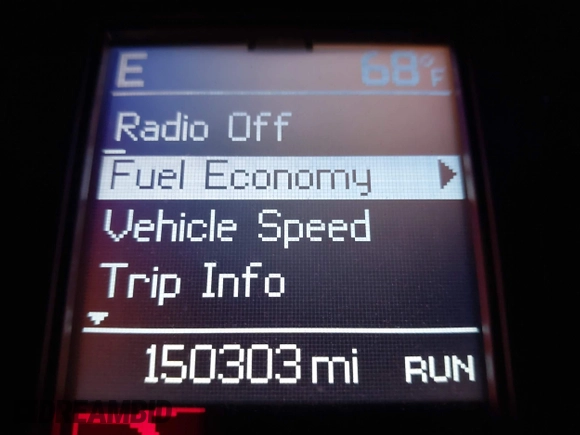 E 68°F
Radio Off
Fuel Economy
Vehicle Speed
Trip Info
150303 mi RUN